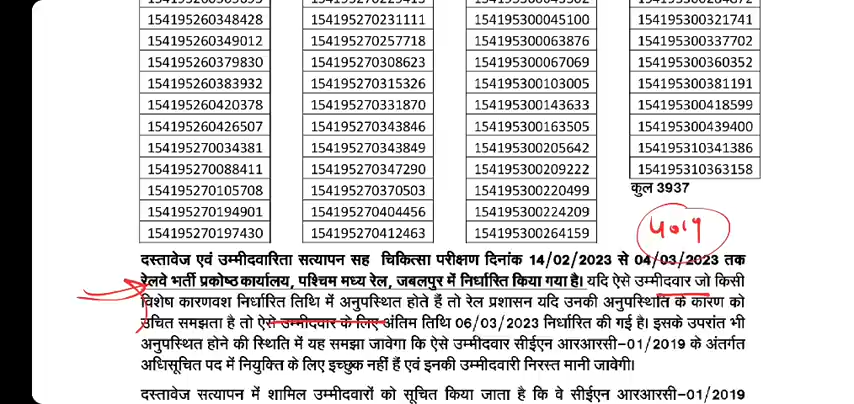 154195260348428 154195270231111 154195300045100 154195300321741
154195260349012 154195270257718 154195300063876 154195300337702
154195260379830 154195270308623 154195300067069 154195300360352
154195260383932 154195270315326 154195300103005 154195300381191
154195260420378 154195270331870 154195300143633 154195300418599
154195260426507 154195270343846 154195300163505 154195300439400
154195270034381 154195270343849 154195300205642 154195310341386
154195270088411 154195270347290 154195300209222 154195310363158
154195270105708 154195270370503 154195300220499 कुल 3937
154195270194901 154195270404456 154195300224209
154195270197430 154195270412463 154195300264159
दस्तावेज एवं उम्मीदवारिता सत्यापन सह चिकित्सा परीक्षण दिनांक 14/02/2023 से 04/03/2023 तक
रेलवे भर्ती प्रकोष्ठ कार्यालय, पश्चिम मध्य रेल, जबलपुर में निर्धारित किया गया है। यदि ऐसे उम्मीदवार जो किसी
विशेष कारणवश निर्धारित तिथि में अनुपस्थित होते हैं तो रेल प्रशासन यदि उनकी अनुपस्थिति के कारण को
उचित समझता है तो ऐसे उम्मीदवार के लिए अंतिम तिथि 06/03/2023 निर्धारित की गई है। इसके उपरांत भी
अनुपस्थित होने की स्थिति में यह समझा जावेगा कि ऐसे उम्मीदवार सीईएन आरआरसी–01/2019 के अंतर्गत
अधिसूचित पद में नियुक्ति के लिए इच्छुक नहीं हैं एवं इनकी उम्मीदवारी निरस्त मानी जावेगी।
दस्तावेज सत्यापन में शामिल उम्मीदवारों को सूचित किया जाता है कि वे सीईएन आरआरसी–01/2019